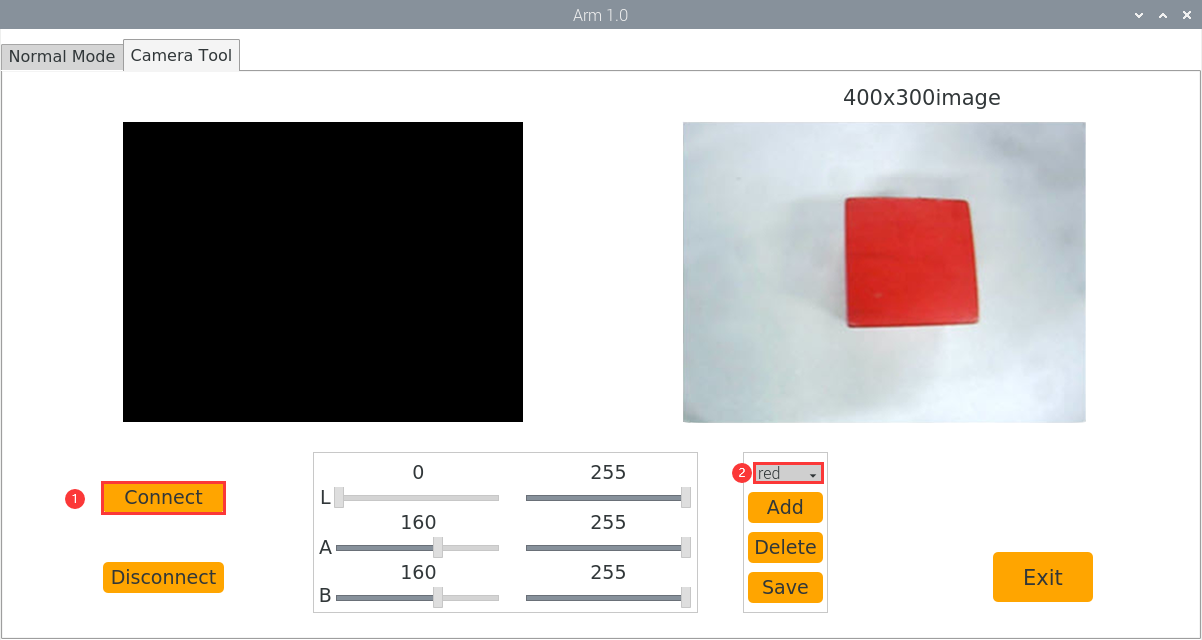 Arm 1.0
Normal Mode
Camera Tool
400x300image
1
Connect
Disconnect
0 255
L
160 255
A
160 255
B
2
red
Add
Delete
Save
Exit